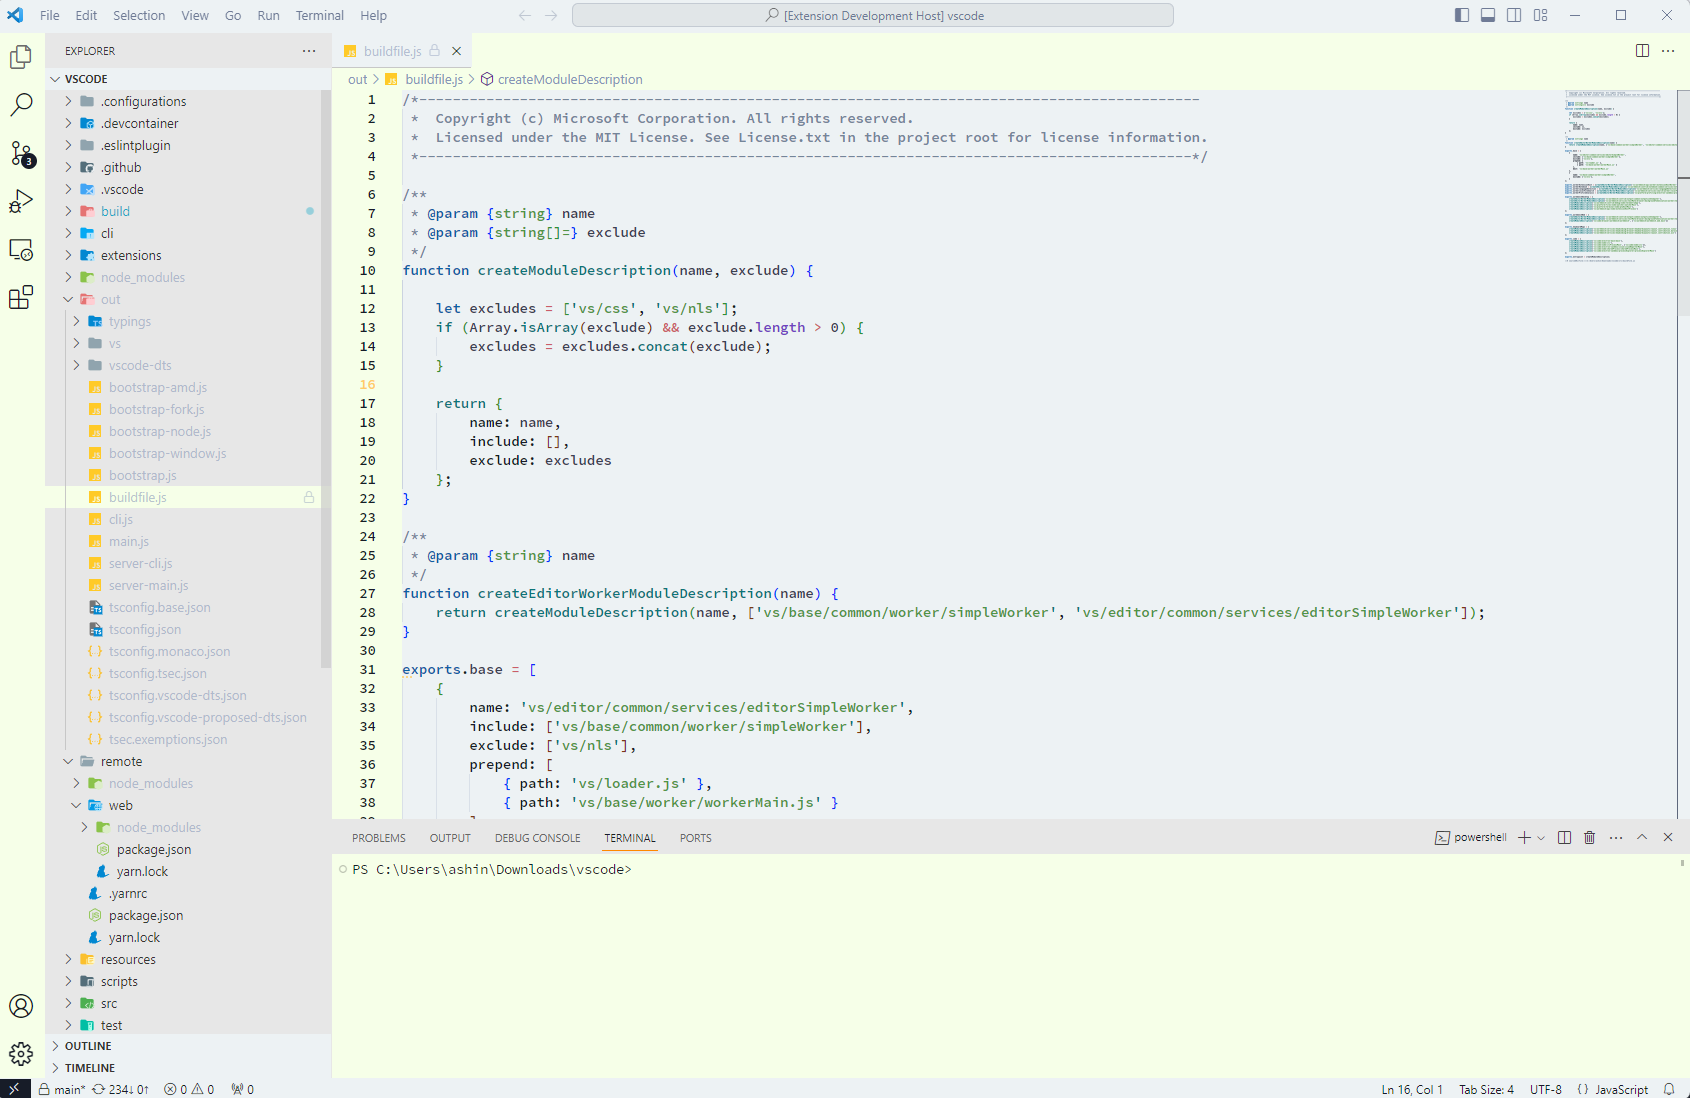 File Edit Selection View Go Run Terminal Help
[Extension Development Host] vscode
EXPLORER
VSCODE
.configurations
.devcontainer
.eslintplugin
.github
.vscode
build
cli
extensions
node_modules
out
typings
vs
vscode-dts
bootstrap-amd.js
bootstrap-fork.js
bootstrap-node.js
bootstrap-window.js
bootstrap.js
buildfile.js
cli.js
main.js
server-cli.js
server-main.js
tsconfig.base.json
tsconfig.json
tsconfig.monaco.json
tsconfig.tsec.json
tsconfig.vscode-dts.json
tsconfig.vscode-proposed-dts.json
tsec.exemptions.json
remote
node_modules
web
node_modules
package.json
yarn.lock
.yarnrc
package.json
yarn.lock
resources
scripts
src
test
OUTLINE
TIMELINE
3
buildfile.js
out > buildfile.js > createModuleDescription
1 /*---------------------------------------------------------------------------------------------
2  *  Copyright (c) Microsoft Corporation. All rights reserved.
3  *  Licensed under the MIT License. See License.txt in the project root for license information.
4  *--------------------------------------------------------------------------------------------*/
5
6 /**
7  * @param {string} name
8  * @param {string[]=} exclude
9  */
10 function createModuleDescription(name, exclude) {
11
12     let excludes = ['vs/css', 'vs/nls'];
13     if (Array.isArray(exclude) && exclude.length > 0) {
14         excludes = excludes.concat(exclude);
15     }
16
17     return {
18         name: name,
19         include: [],
20         exclude: excludes
21     };
22 }
23
24 /**
25  * @param {string} name
26  */
27 function createEditorWorkerModuleDescription(name) {
28     return createModuleDescription(name, ['vs/base/common/worker/simpleWorker', 'vs/editor/common/services/editorSimpleWorker']);
29 }
30
31 exports.base = [
32     {
33         name: 'vs/editor/common/services/editorSimpleWorker',
34         include: ['vs/base/common/worker/simpleWorker'],
35         exclude: ['vs/nls'],
36         prepend: [
37             { path: 'vs/loader.js' },
38             { path: 'vs/base/worker/workerMain.js' }
PROBLEMS OUTPUT DEBUG CONSOLE TERMINAL PORTS
powershell
PS C:\Users\ashin\Downloads\vscode>
main* 234↓ 0↑ 0 0 0
Ln 16, Col 1 Tab Size: 4 UTF-8 {} JavaScript